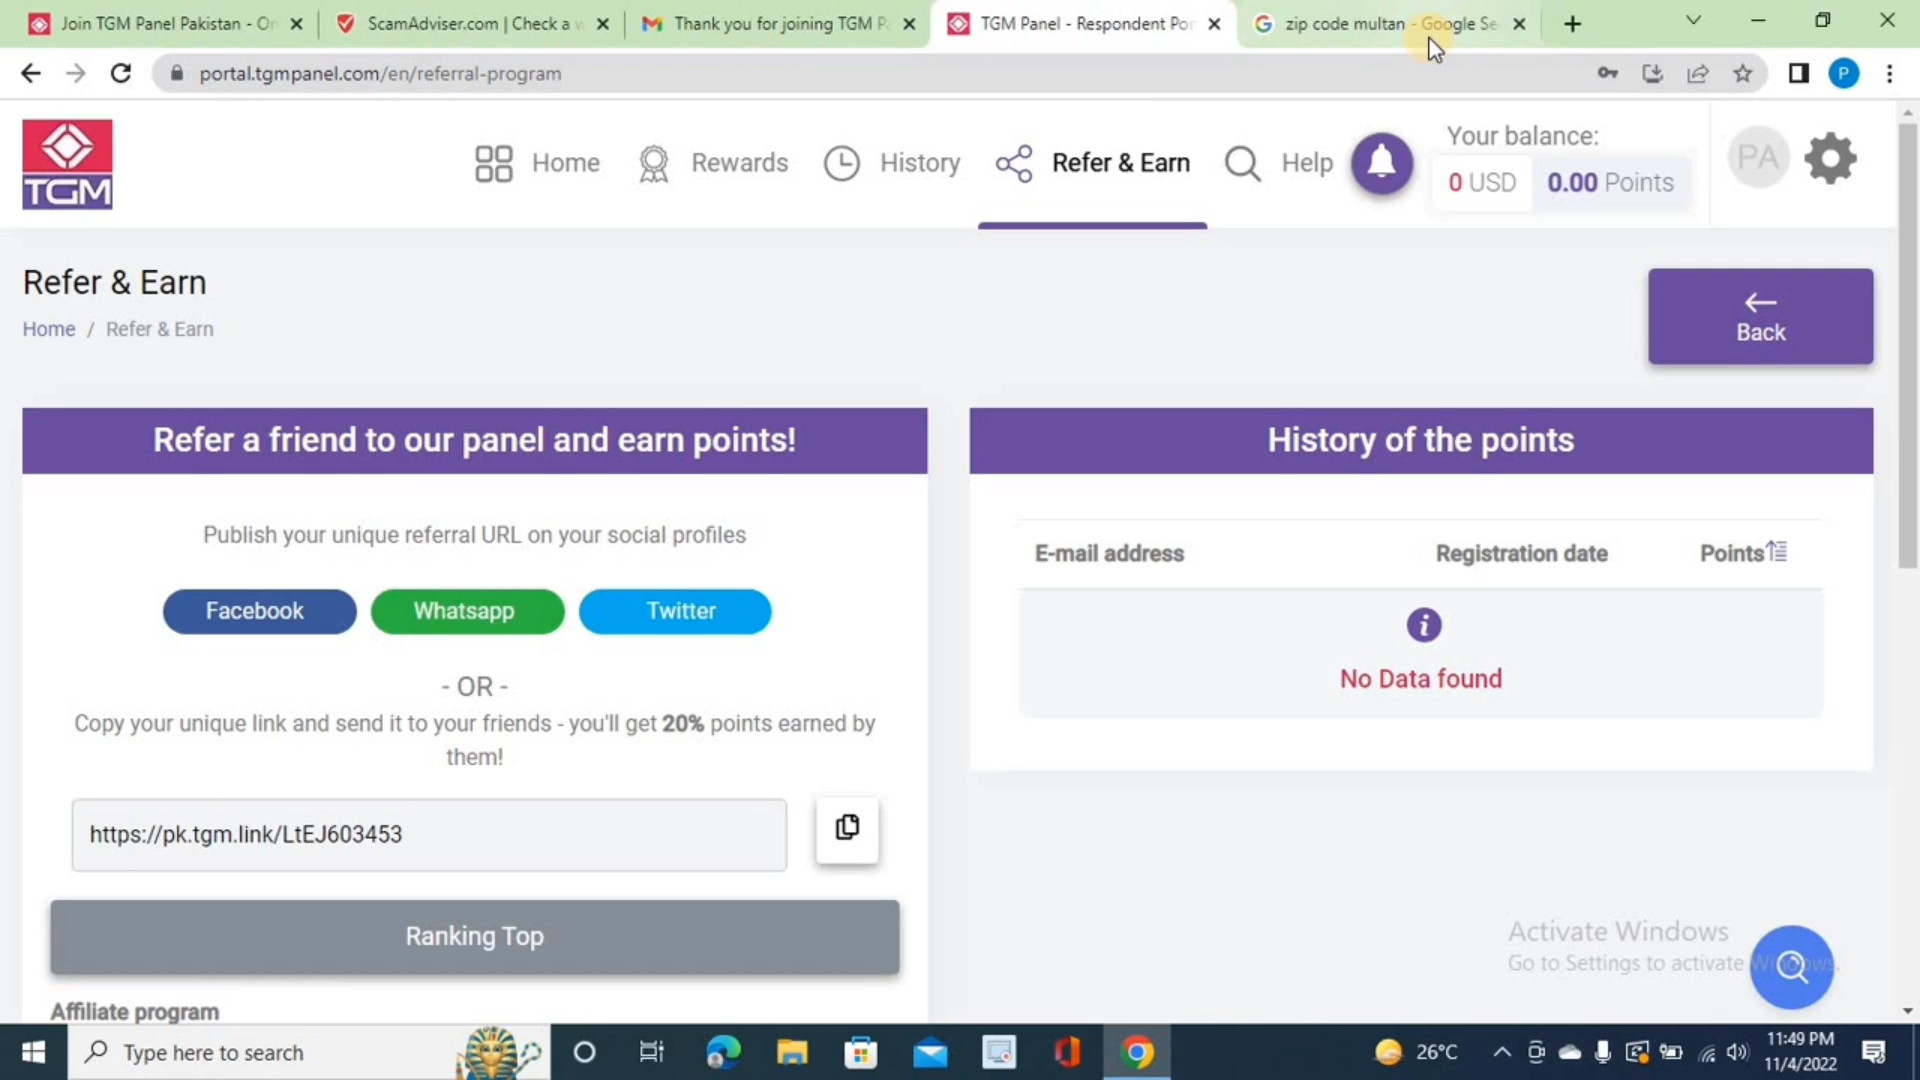 Join TGM Panel Pakistan - On
ScamAdviser.com | Check a w
Thank you for joining TGM P
TGM Panel - Respondent Por
zip code multan - Google Se
portal.tgmpanel.com/en/referral-program
P
TGM
Home
Rewards
History
Refer & Earn
Help
Your balance:
0 USD
0.00 Points
PA
Refer & Earn
Home / Refer & Earn
Back
Refer a friend to our panel and earn points!
Publish your unique referral URL on your social profiles
Facebook
Whatsapp
Twitter
- OR -
Copy your unique link and send it to your friends - you'll get 20% points earned by
them!
https://pk.tgm.link/LtEJ603453
Ranking Top
Affiliate program
History of the points
E-mail address
Registration date
Points
No Data found
Activate Windows
Go to Settings to activate Windows.
Type here to search
26°C
11:49 PM
11/4/2022